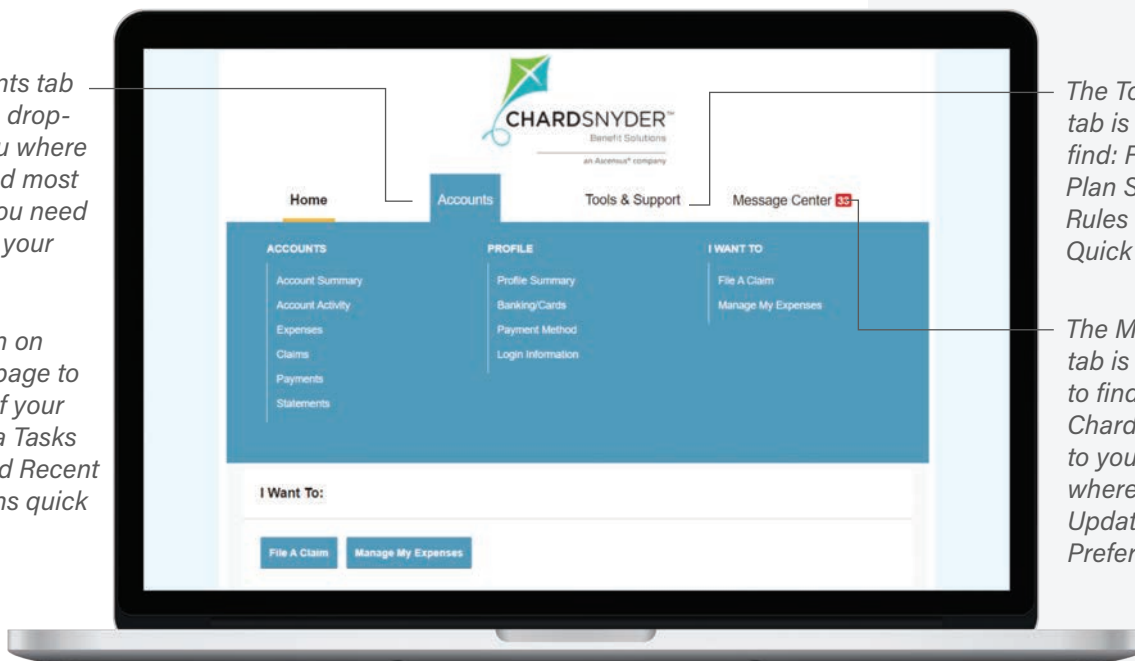 nts tab
drop-
u where
d most
ou need
your
n on
page to
f your
a Tasks
d Recent
ns quick
CHARDSNYDER™
Benefit Solutions
an Ascensus® company
Home
Accounts
Tools & Support
Message Center 33
ACCOUNTS
Account Summary
Account Activity
Expenses
Claims
Payments
Statements
PROFILE
Profile Summary
Banking/Cards
Payment Method
Login Information
I WANT TO
File A Claim
Manage My Expenses
I Want To:
File A Claim
Manage My Expenses
The To
tab is
find: F
Plan S
Rules
Quick
The M
tab is
to find
Chard
to you
where
Updat
Prefer